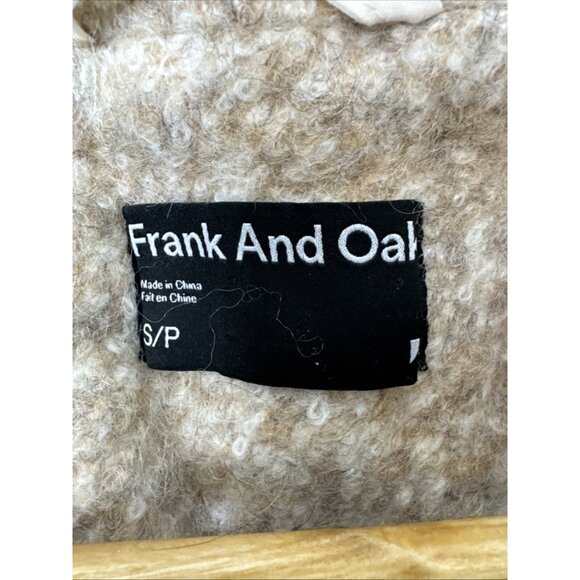 Frank And Oak
Made in China
Fait en Chine
S/P